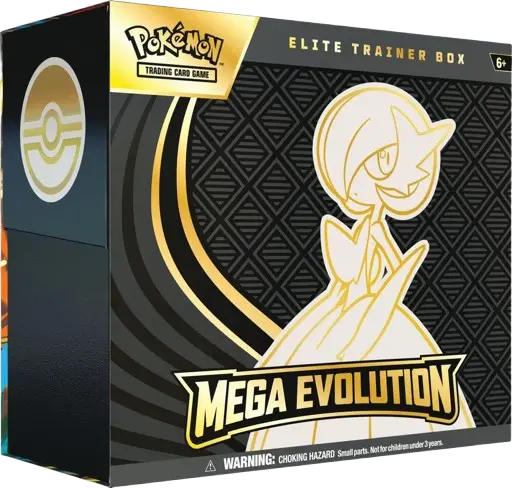 POKéMON
TRADING CARD GAME
ELITE TRAINER BOX
6+
MEGA EVOLUTION
WARNING: CHOKING HAZARD Small parts. Not for children under 3 years.